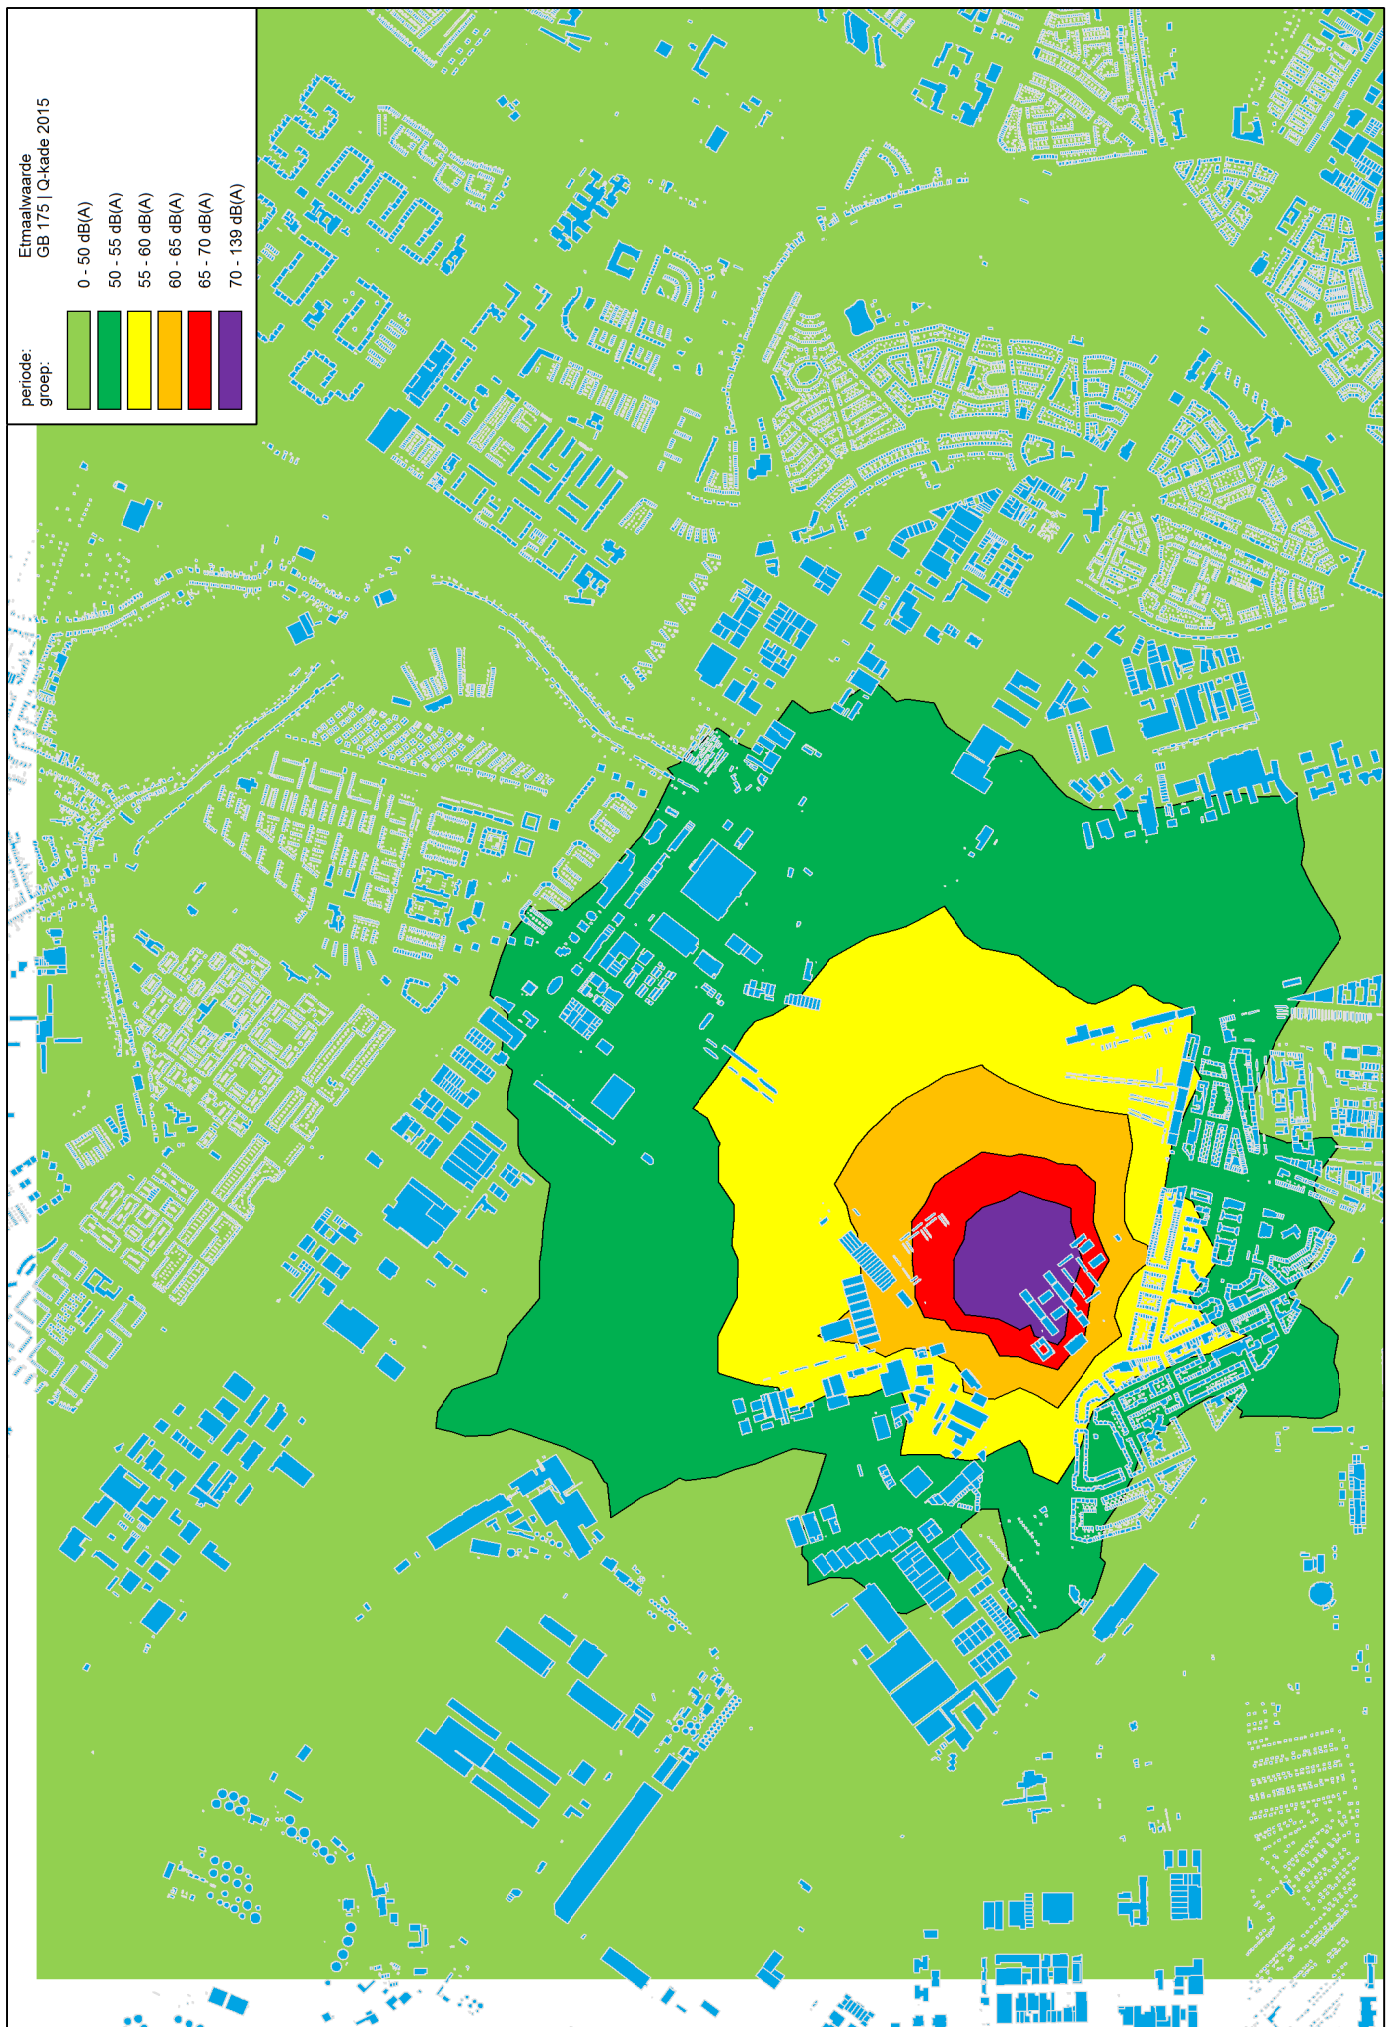 periode: Etmaalwaarde
groep: GB 175 | Q-kade 2015
0 - 50 dB(A)
50 - 55 dB(A)
55 - 60 dB(A)
60 - 65 dB(A)
65 - 70 dB(A)
70 - 139 dB(A)